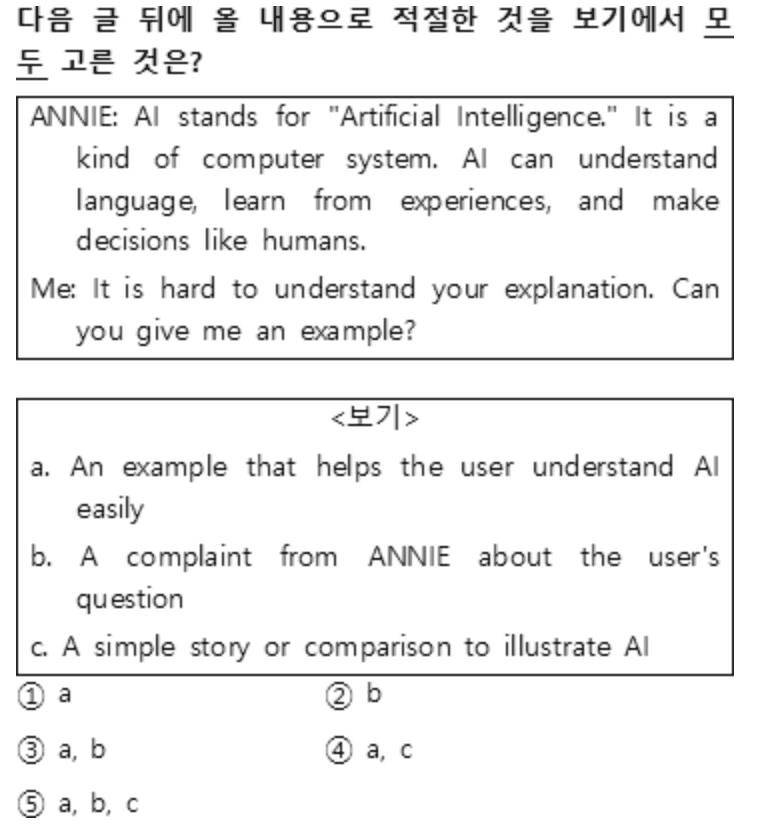 다음 글 뒤에 올 내용으로 적절한 것을 보기에서 모
두 고른 것은?
ANNIE: AI stands for "Artificial Intelligence." It is a
kind of computer system. AI can understand
language, learn from experiences, and make
decisions like humans.
Me: It is hard to understand your explanation. Can
you give me an example?
<보기>
a. An example that helps the user understand AI
easily
b. A complaint from ANNIE about the user's
question
c. A simple story or comparison to illustrate AI
① a
② b
③ a, b
④ a, c
⑤ a, b, c